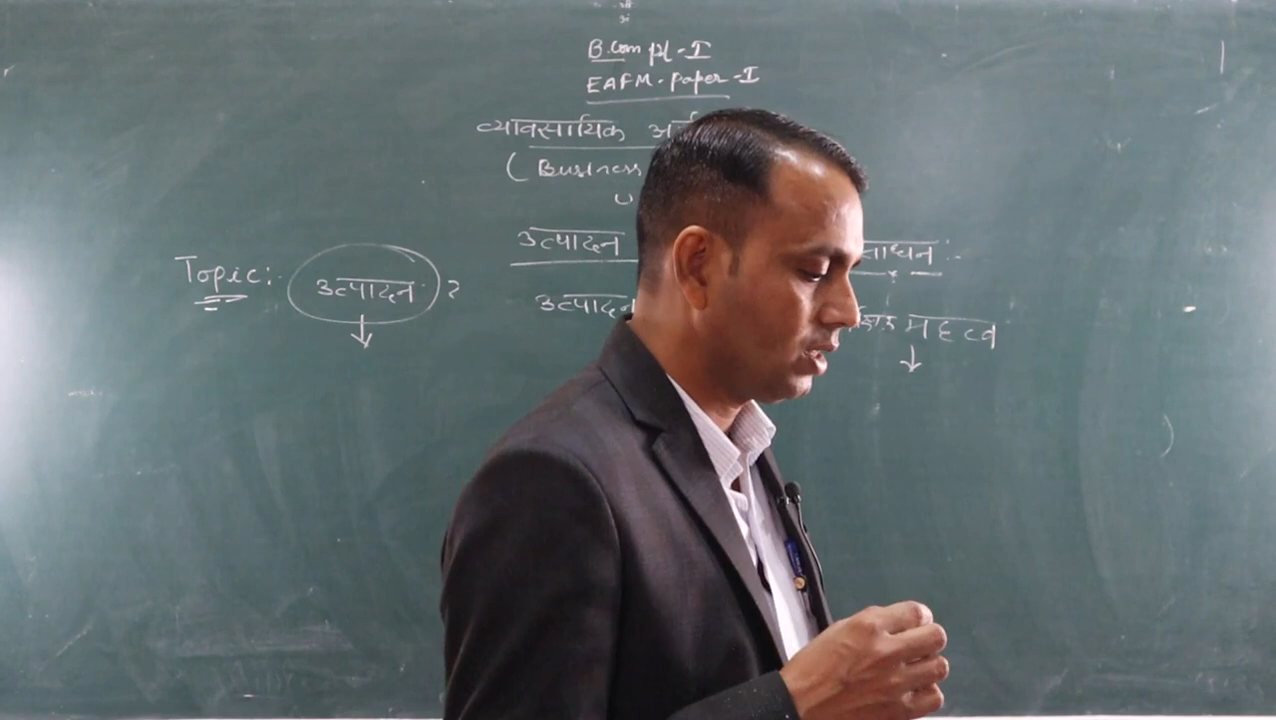 B.Com pt-I
EAFM. Paper-I
व्यावसायिक
(Business
उत्पादन साधन :-
Topic:- उत्पादन ?
उत्पादन महत्व